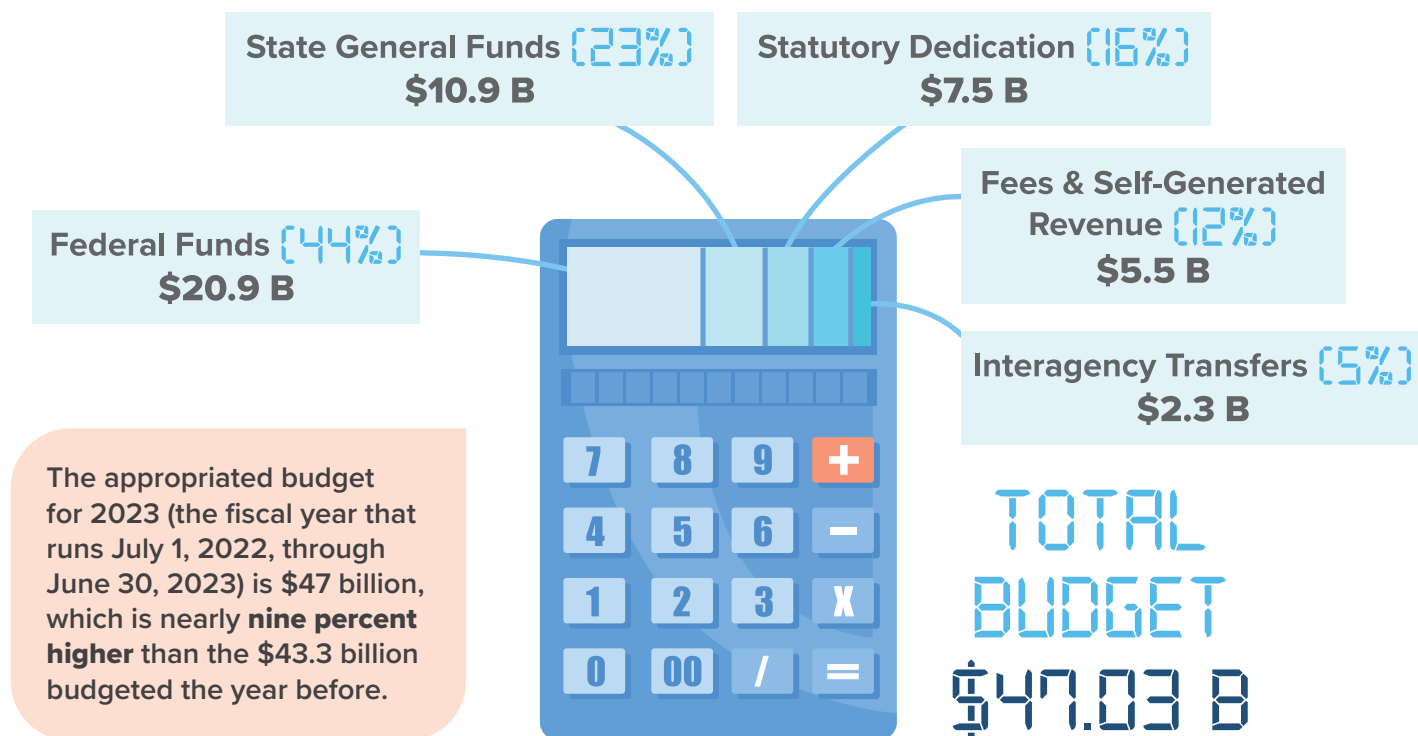 State General Funds (23%)
$10.9 B
Statutory Dedication (16%)
$7.5 B
Fees & Self-Generated
Revenue (12%)
$5.5 B
Federal Funds (44%)
$20.9 B
Interagency Transfers (5%)
$2.3 B
The appropriated budget
for 2023 (the fiscal year that
runs July 1, 2022, through
June 30, 2023) is $47 billion,
which is nearly nine percent
higher than the $43.3 billion
budgeted the year before.
7 8 9 +
4 5 6 -
1 2 3 X
0 00 / =
TOTAL
BUDGET
$47.03 B